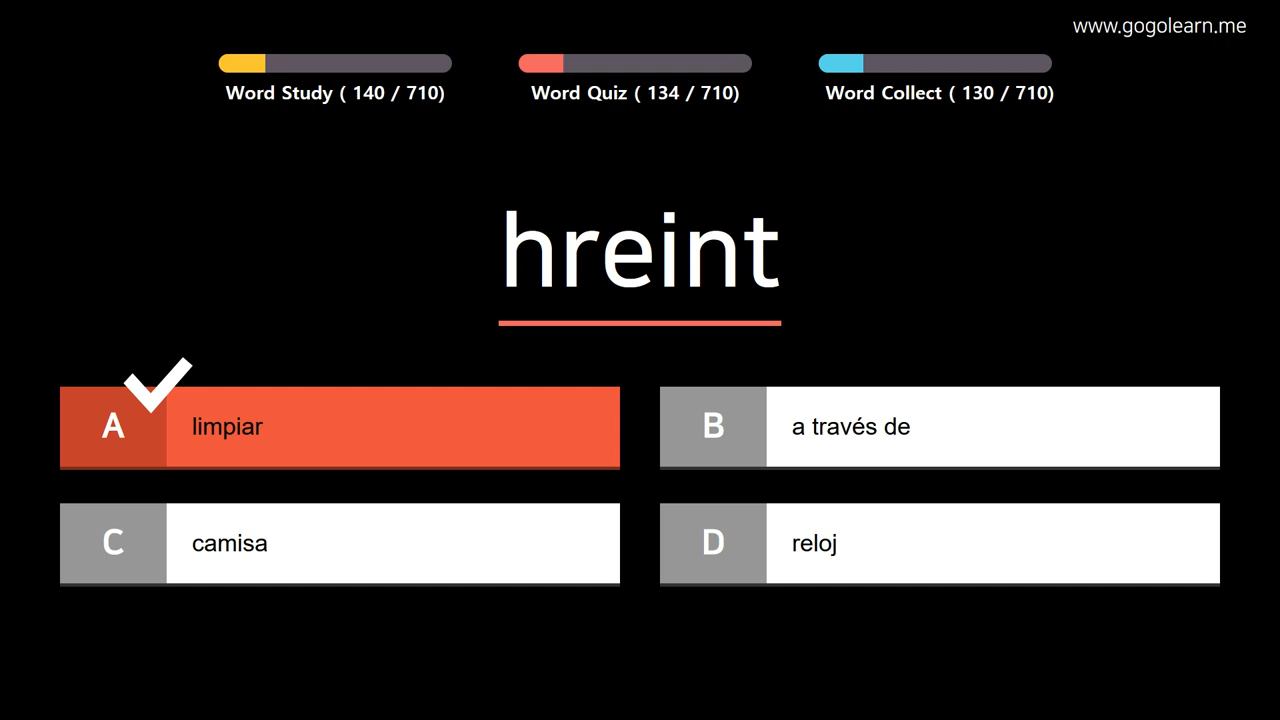 www.gogolearn.me
Word Study ( 140 / 710)
Word Quiz ( 134 / 710)
Word Collect ( 130 / 710)
hreint
A limpiar
B a través de
C camisa
D reloj